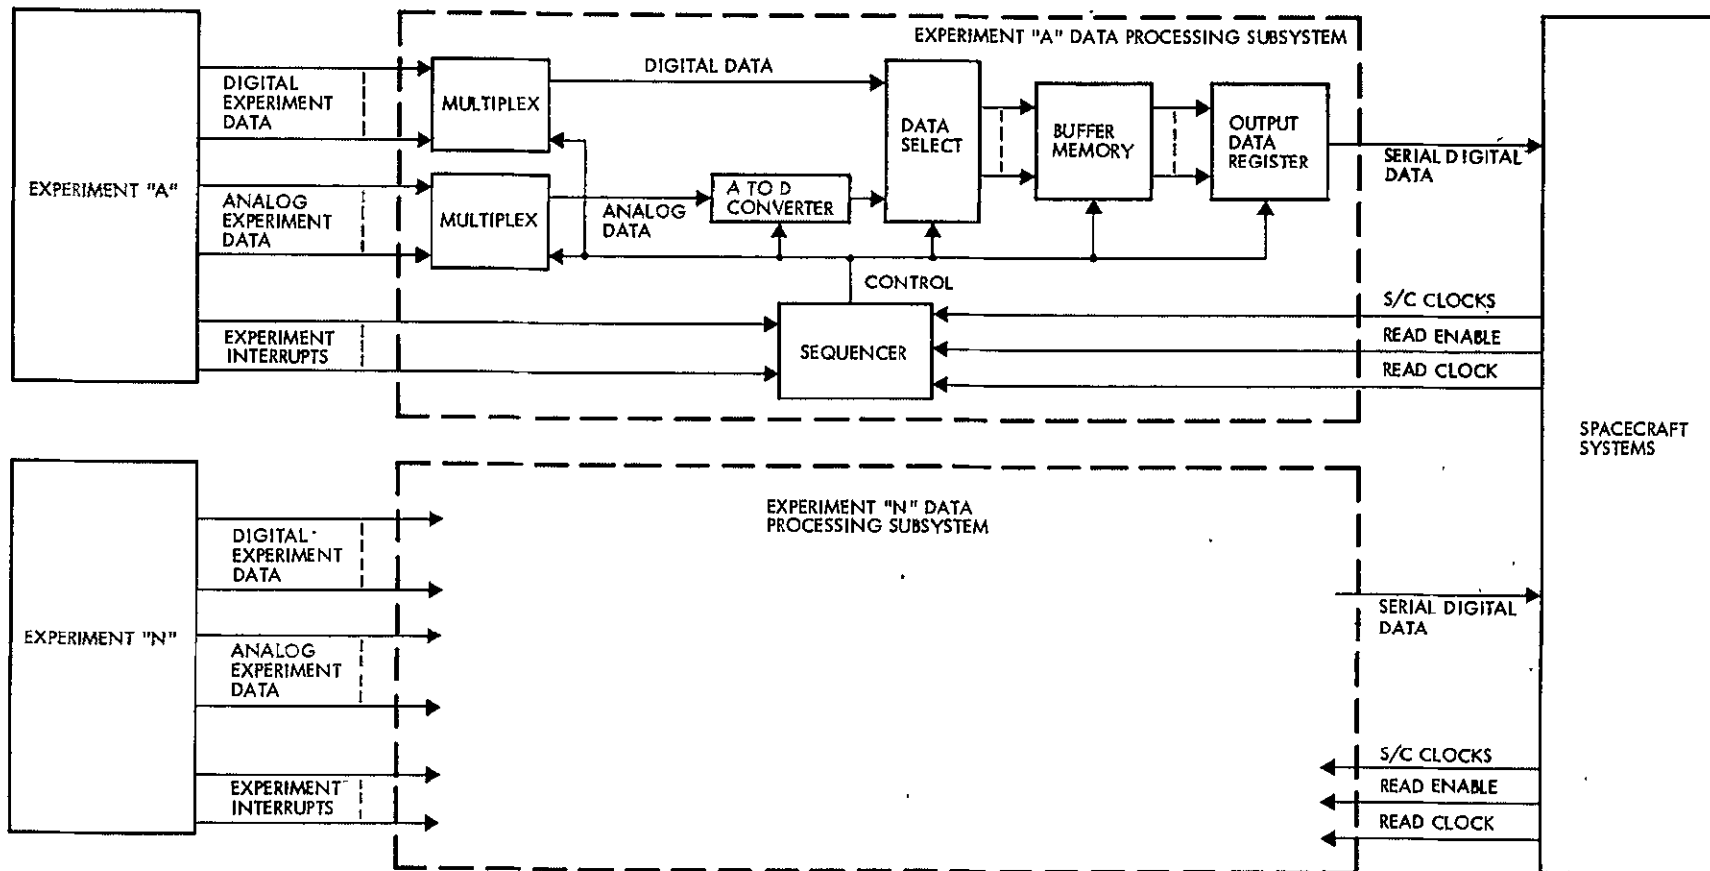 EXPERIMENT "A" DATA PROCESSING SUBSYSTEM
EXPERIMENT "A"
DIGITAL
EXPERIMENT
DATA
ANALOG
EXPERIMENT
DATA
EXPERIMENT
INTERRUPTS
MULTIPLEX
MULTIPLEX
DIGITAL DATA
ANALOG
DATA
A TO D
CONVERTER
DATA
SELECT
BUFFER
MEMORY
OUTPUT
DATA
REGISTER
CONTROL
SEQUENCER
SERIAL DIGITAL
DATA
S/C CLOCKS
READ ENABLE
READ CLOCK
SPACECRAFT
SYSTEMS
EXPERIMENT "N" DATA
PROCESSING SUBSYSTEM
EXPERIMENT "N"
DIGITAL
EXPERIMENT
DATA
ANALOG
EXPERIMENT
DATA
EXPERIMENT
INTERRUPTS
SERIAL DIGITAL
DATA
S/C CLOCKS
READ ENABLE
READ CLOCK